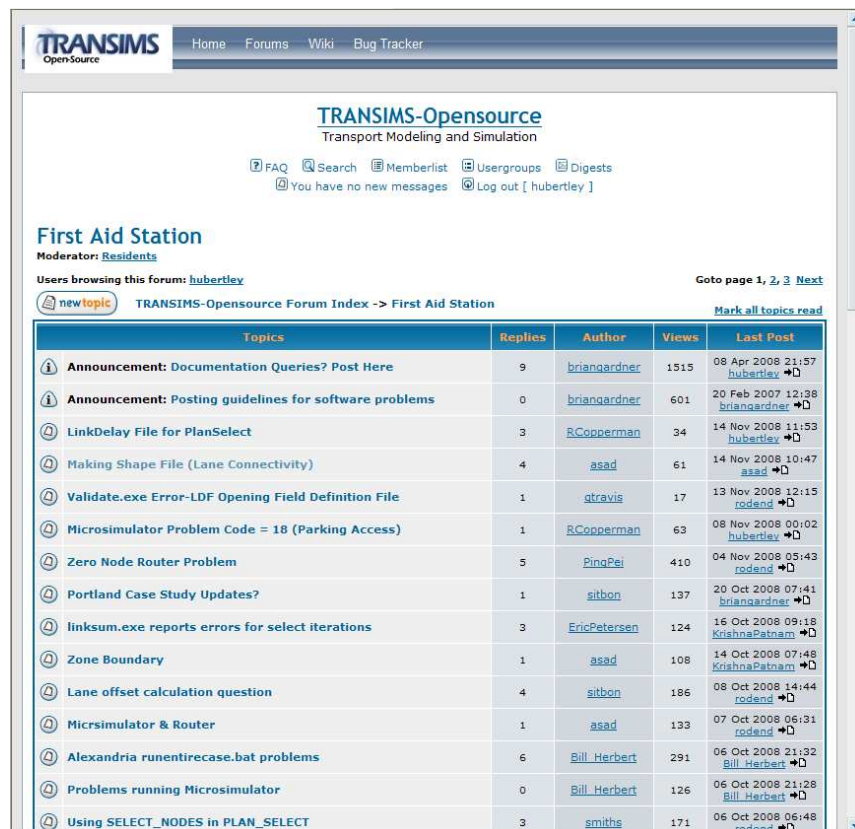 TRANSIMS
Open-Source
Home Forums Wiki Bug Tracker
TRANSIMS-Opensource
Transport Modeling and Simulation
FAQ Search Memberlist Usergroups Digests
You have no new messages Log out [ hubertley ]
First Aid Station
Moderator: Residents
Users browsing this forum: hubertley
Goto page 1, 2, 3 Next
newtopic TRANSIMS-Opensource Forum Index -> First Aid Station
Mark all topics read
Topics Replies Author Views Last Post
Announcement: Documentation Queries? Post Here 9 briangardner 1515 08 Apr 2008 21:57 hubertley
Announcement: Posting guidelines for software problems 0 briangardner 601 20 Feb 2007 12:38 briangardner
LinkDelay File for PlanSelect 3 RCopperman 34 14 Nov 2008 11:53 hubertley
Making Shape File (Lane Connectivity) 4 asad 61 14 Nov 2008 10:47 asad
Validate.exe Error-LDF Opening Field Definition File 1 gtravis 17 13 Nov 2008 12:15 rodend
Microsimulator Problem Code = 18 (Parking Access) 1 RCopperman 63 08 Nov 2008 00:02 hubertley
Zero Node Router Problem 5 PingPei 410 04 Nov 2008 05:43 rodend
Portland Case Study Updates? 1 sitbon 137 20 Oct 2008 07:41 briangardner
linksum.exe reports errors for select iterations 3 EricPetersen 124 16 Oct 2008 09:18 KrishnaPatnam
Zone Boundary 1 asad 108 14 Oct 2008 07:48 KrishnaPatnam
Lane offset calculation question 4 sitbon 186 08 Oct 2008 14:44 rodend
Micrsimulator & Router 1 asad 133 07 Oct 2008 06:31 rodend
Alexandria runentirecase.bat problems 6 Bill_Herbert 291 06 Oct 2008 21:32 Bill_Herbert
Problems running Microsimulator 0 Bill_Herbert 126 06 Oct 2008 21:28 Bill_Herbert
Using SELECT_NODES in PLAN_SELECT 3 smiths 171 06 Oct 2008 06:48 rodend